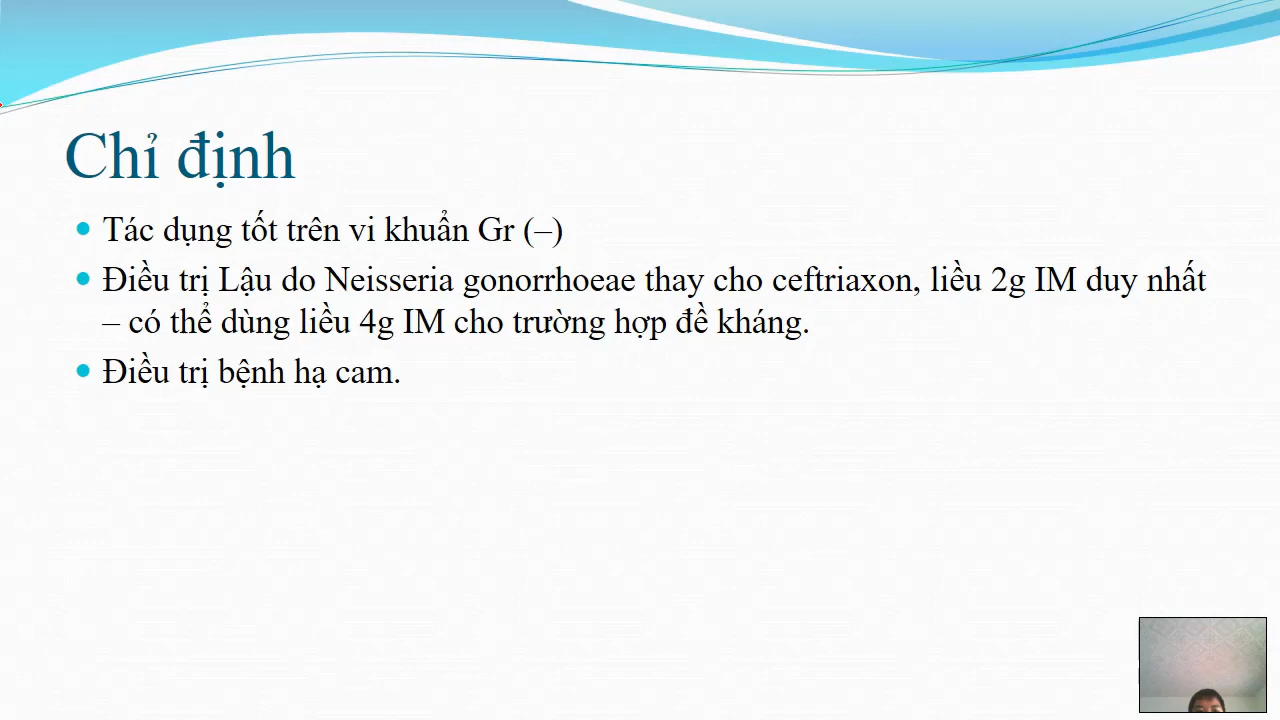 Chỉ định
Tác dụng tốt trên vi khuẩn Gr (–)
Điều trị Lậu do Neisseria gonorrhoeae thay cho ceftriaxon, liều 2g IM duy nhất
– có thể dùng liều 4g IM cho trường hợp đề kháng.
Điều trị bệnh hạ cam.